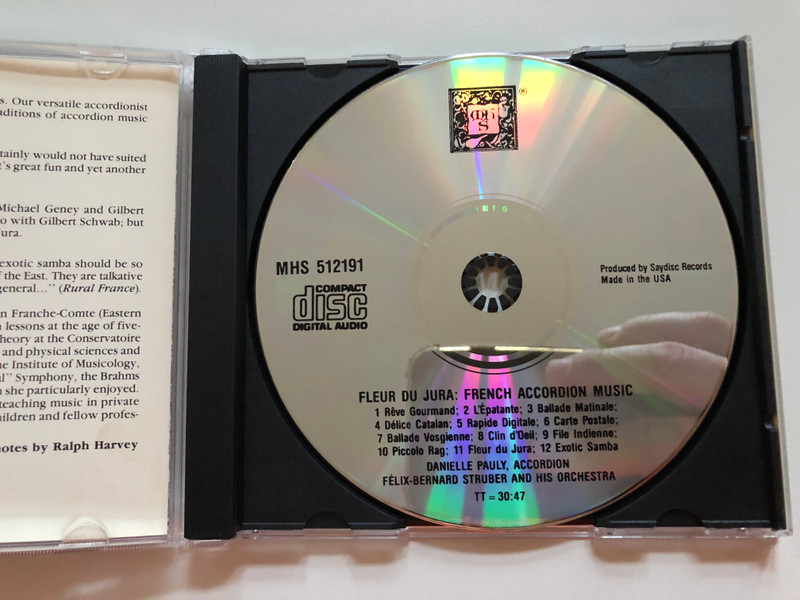 s. Our versatile accordionist
aditions of accordion music
tainly would not have suited
t's great fun and yet another
Michael Geney and Gilbert
o with Gilbert Schwab; but
ura.
exotic samba should be so
f the East. They are talkative
general..." (Rural France).
n Franche-Comte (Eastern
n lessons at the age of five-
heory at the Conservatoire
and physical sciences and
ne Institute of Musicology,
al" Symphony, the Brahms
n she particularly enjoyed.
teaching music in private
ildren and fellow profes-
notes by Ralph Harvey
MHS
®
MHS 512191
COMPACT
disc
DIGITAL AUDIO
Produced by Saydisc Records
Made in the USA
FLEUR DU JURA: FRENCH ACCORDION MUSIC
1 Rêve Gourmand; 2 L'Épatante; 3 Ballade Matinale;
4 Délice Catalan; 5 Rapide Digitale; 6 Carte Postale;
7 Ballade Vosgienne; 8 Clin d'Oeil; 9 File Indienne;
10 Piccolo Rag; 11 Fleur du Jura; 12 Exotic Samba
DANIELLE PAULY, ACCORDION
FÉLIX-BERNARD STRUBER AND HIS ORCHESTRA
TT = 30:47